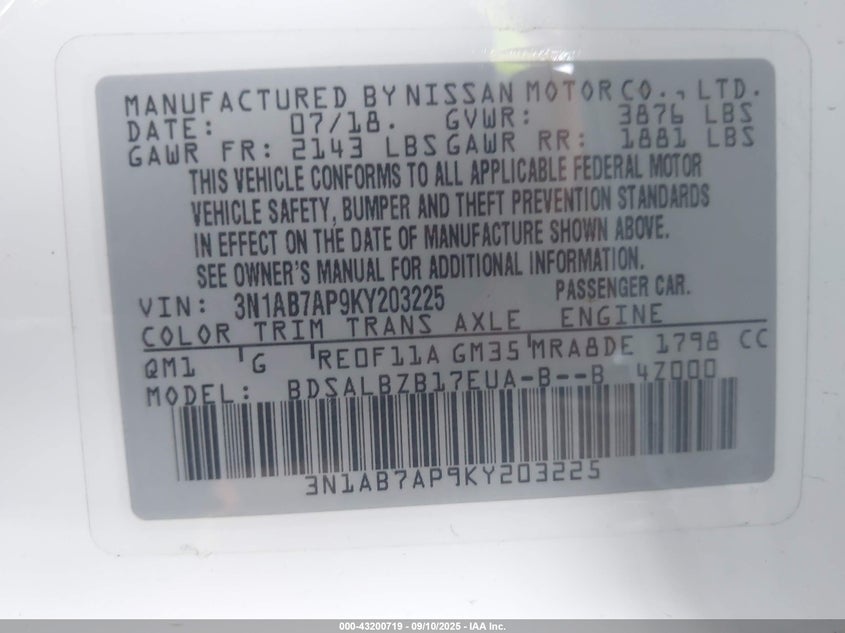 MANUFACTURED BY NISSAN MOTOR CO., LTD.
DATE: 07/18. GVWR: 3876 LBS
GAWR FR: 2143 LBS GAWR RR: 1881 LBS
THIS VEHICLE CONFORMS TO ALL APPLICABLE FEDERAL MOTOR
VEHICLE SAFETY, BUMPER AND THEFT PREVENTION STANDARDS
IN EFFECT ON THE DATE OF MANUFACTURE SHOWN ABOVE.
SEE OWNER'S MANUAL FOR ADDITIONAL INFORMATION.
VIN: 3N1AB7AP9KY203225 PASSENGER CAR.
COLOR TRIM TRANS AXLE ENGINE
QM1 G RE0F11A GM35 MRA8DE 1798 CC
MODEL: BDSALBZB17EUA-B--B 4Z000
3N1AB7AP9KY203225
000-43200719 - 09/10/2025 - IAA Inc.